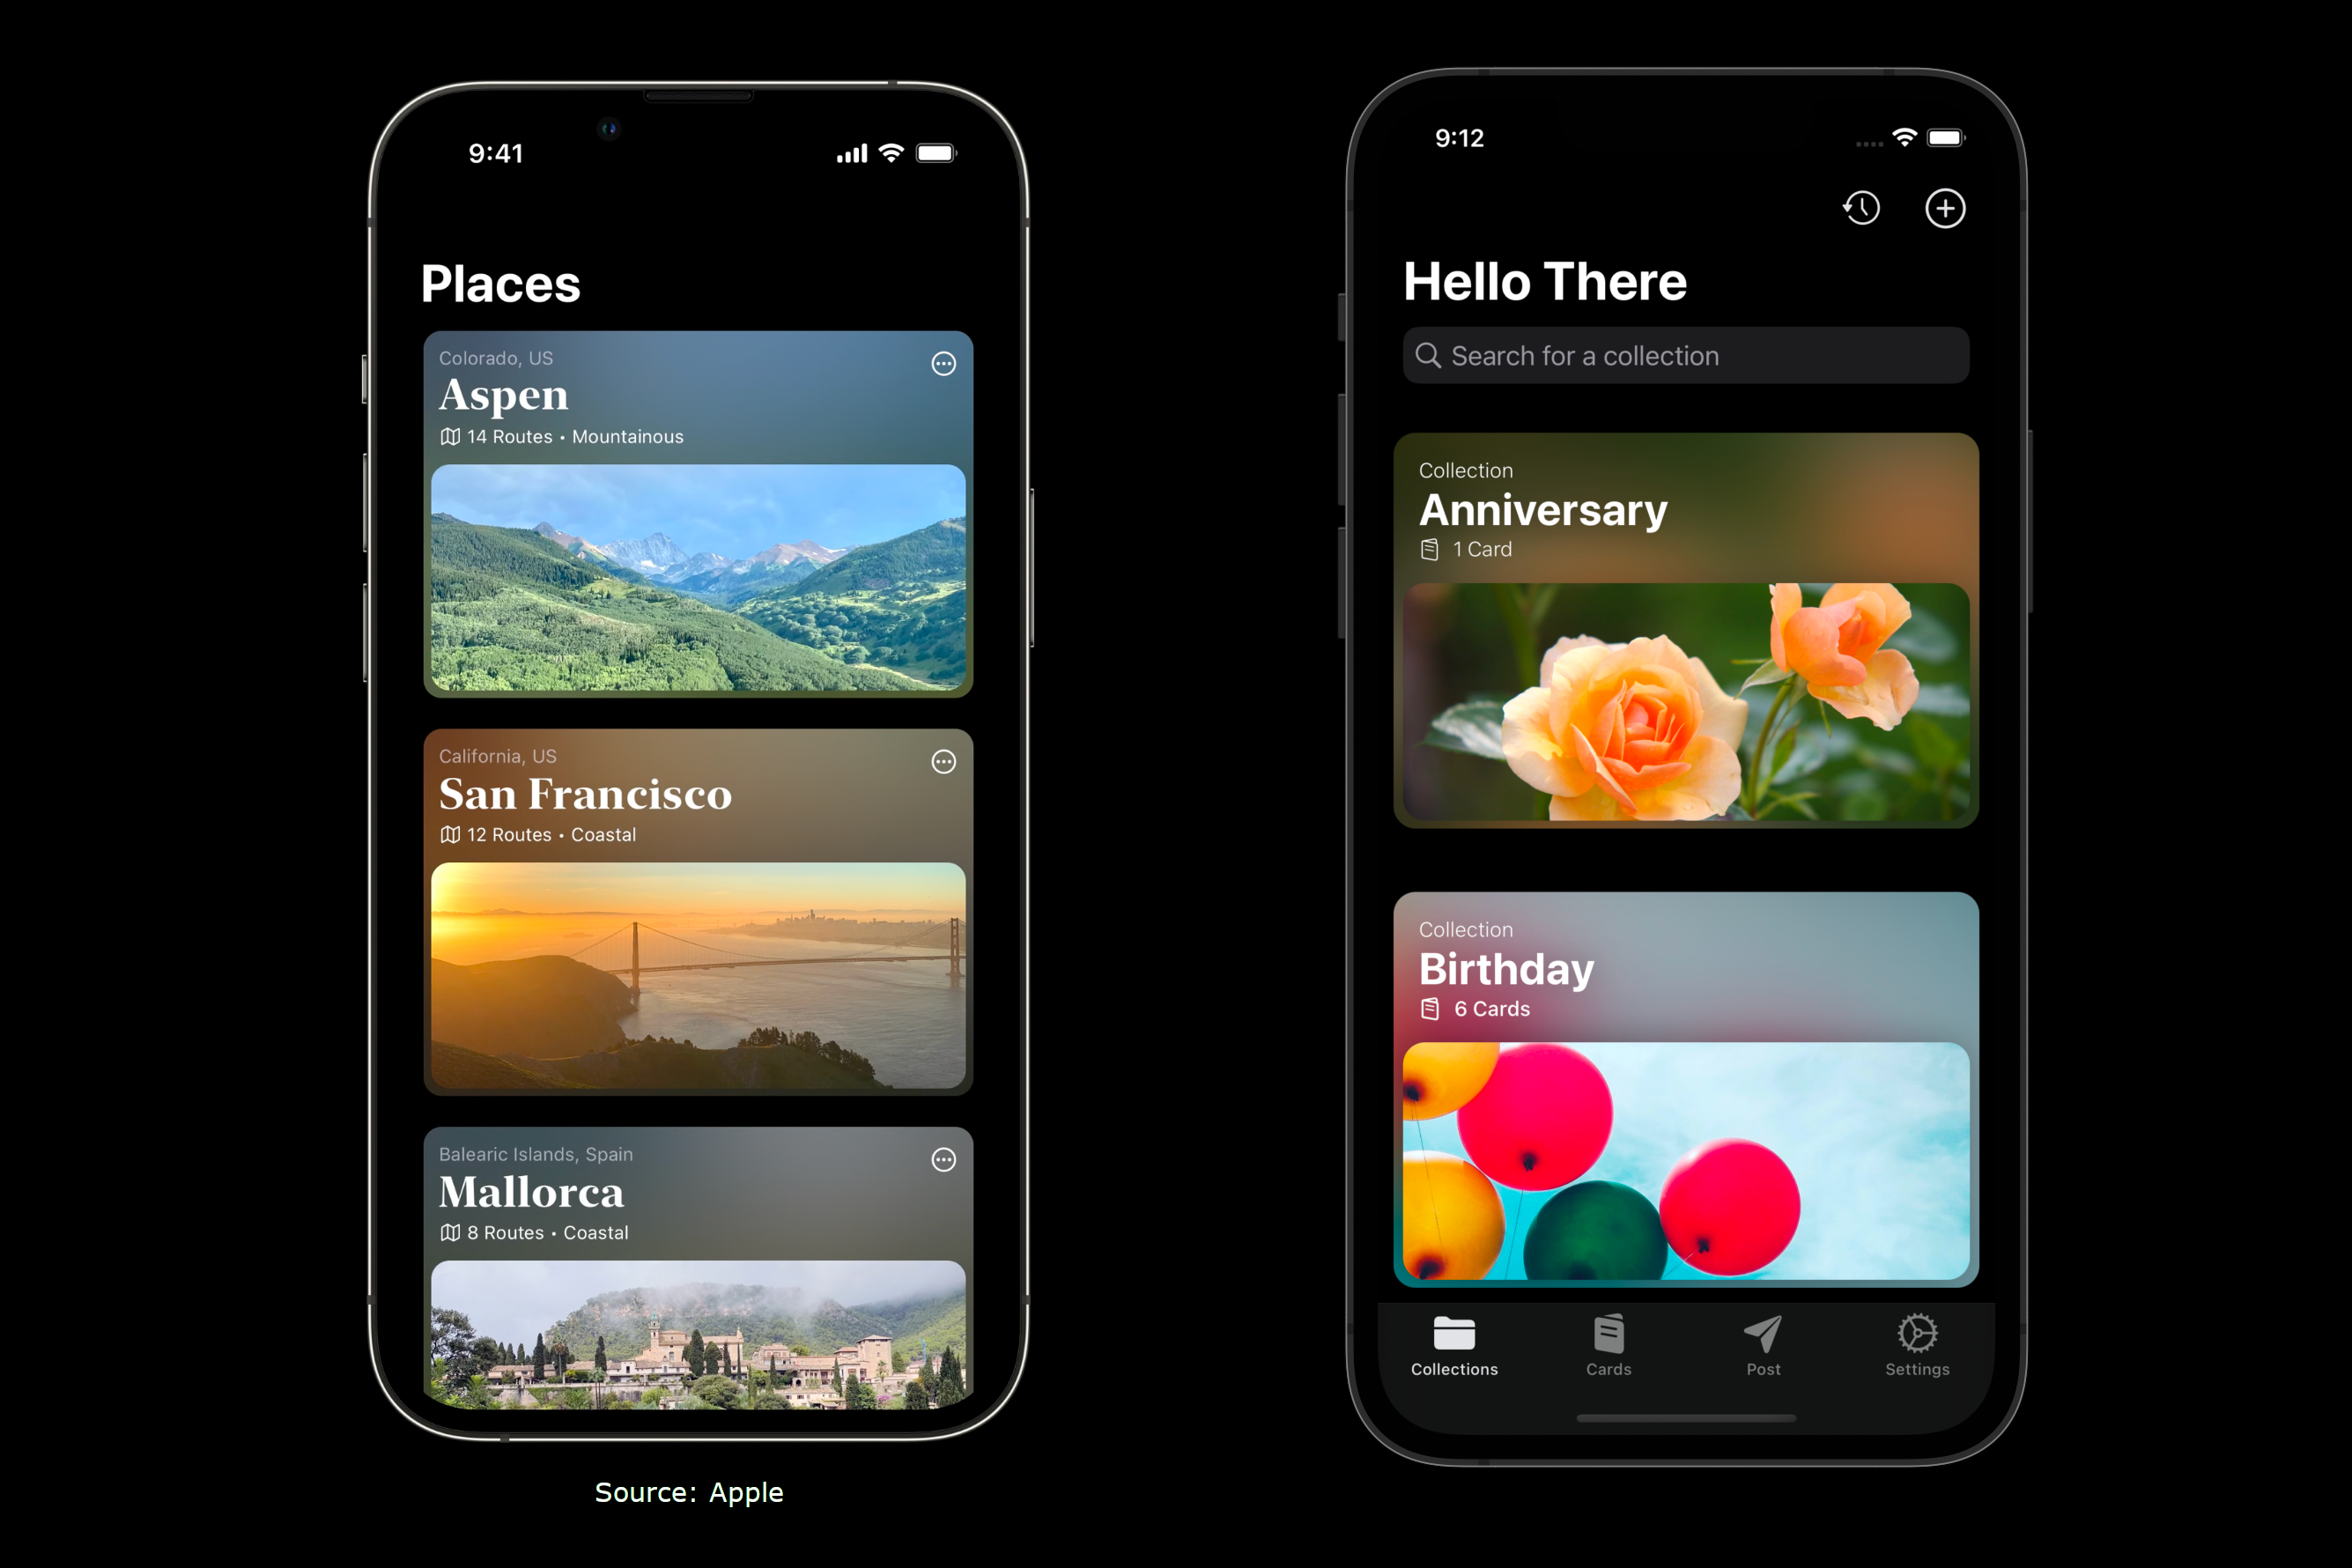 9:41
Places
Colorado, US
Aspen
14 Routes • Mountainous
California, US
San Francisco
12 Routes • Coastal
Balearic Islands, Spain
Mallorca
8 Routes • Coastal
Source: Apple
9:12
Hello There
Search for a collection
Collection
Anniversary
1 Card
Collection
Birthday
6 Cards
Collections
Cards
Post
Settings